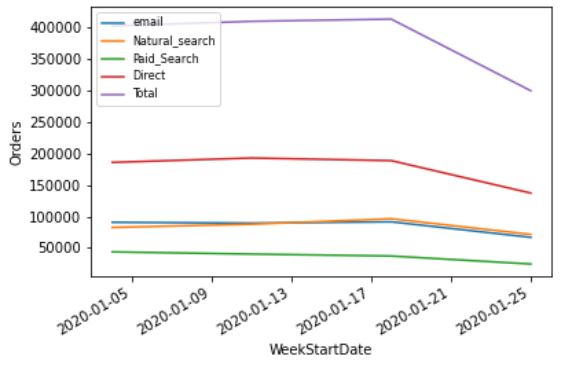 email
Natural_search
Paid_Search
Direct
Total
400000
350000
300000
250000
200000
150000
100000
50000
Orders
2020-01-05
2020-01-09
2020-01-13
2020-01-17
2020-01-21
2020-01-25
WeekStartDate